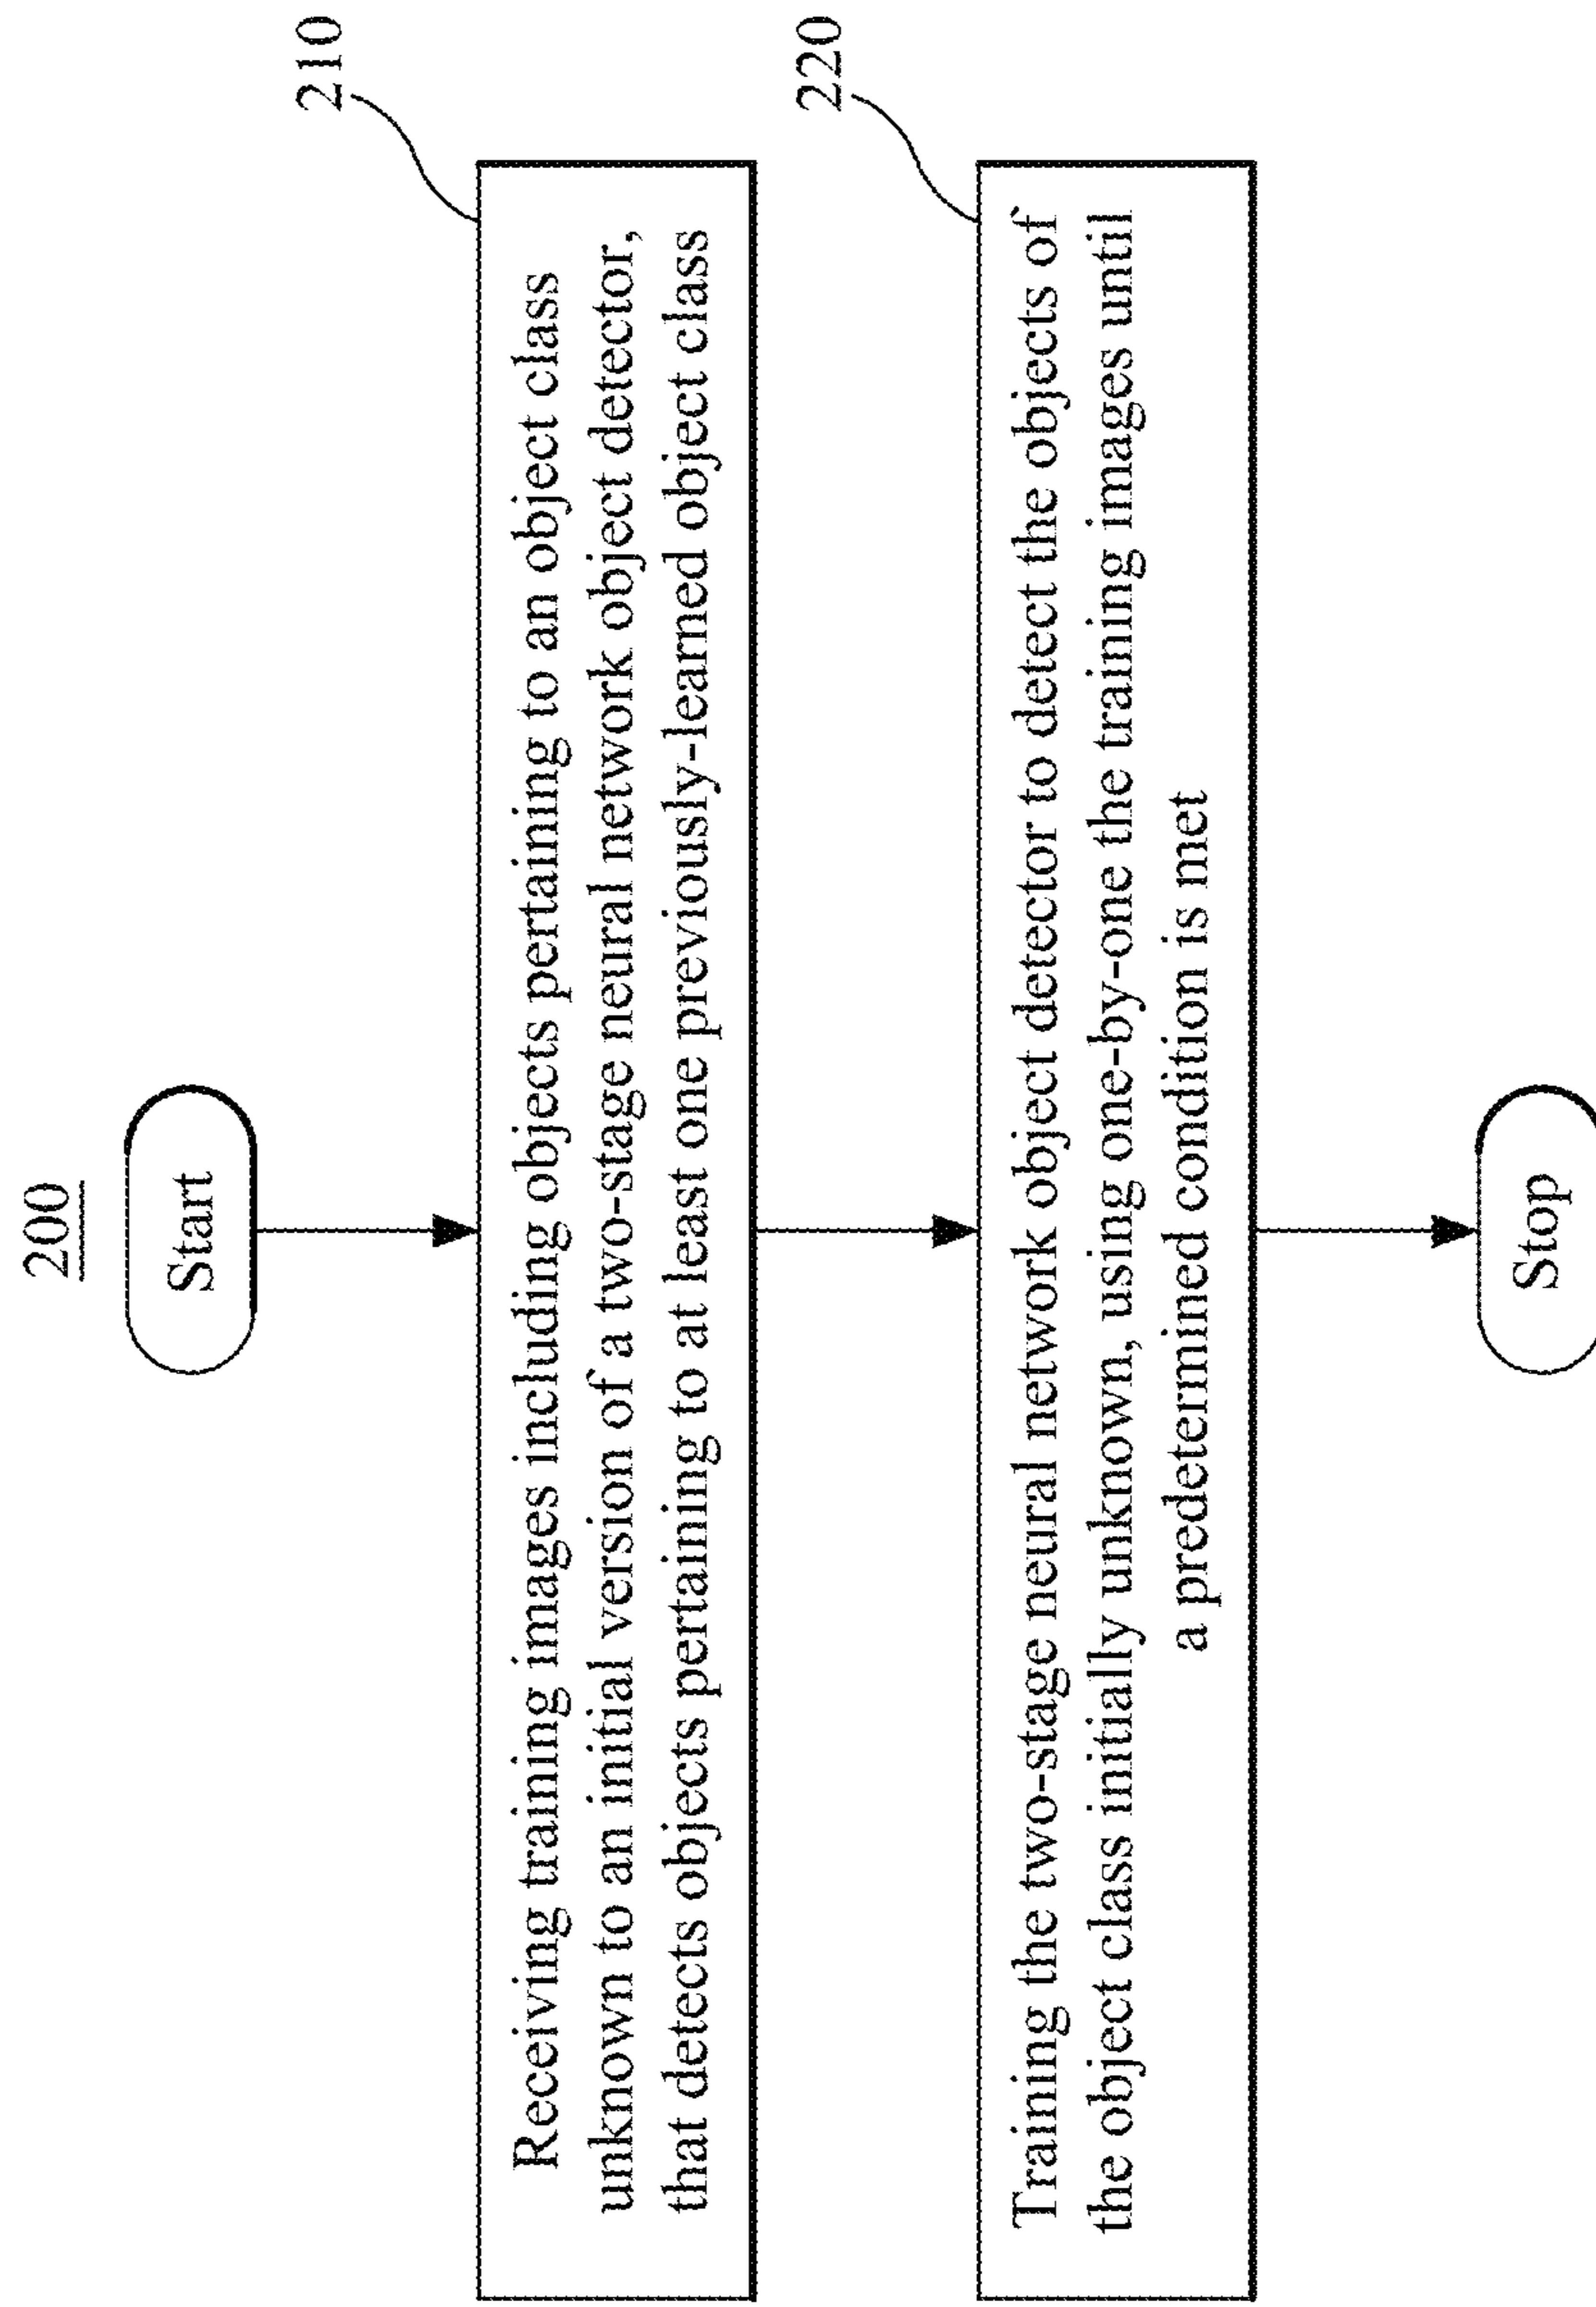 200
Start
210
Receiving training images including objects pertaining to an object class
unknown to an initial version of a two-stage neural network object detector,
that detects objects pertaining to at least one previously-learned object class
220
Training the two-stage neural network object detector to detect the objects of
the object class initially unknown, using one-by-one the training images until
a predetermined condition is met
Stop